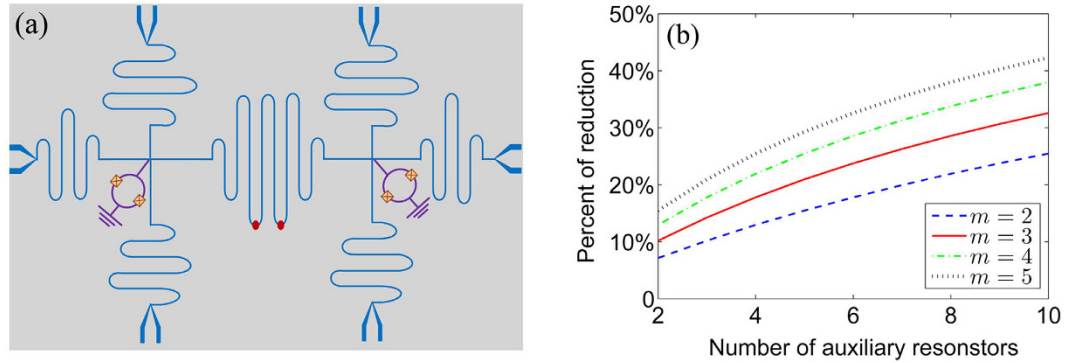 (a)
(b)
50%
40%
30%
20%
10%
0
Percent of reduction
2 4 6 8 10
Number of auxiliary resonstors
m = 2
m = 3
m = 4
m = 5